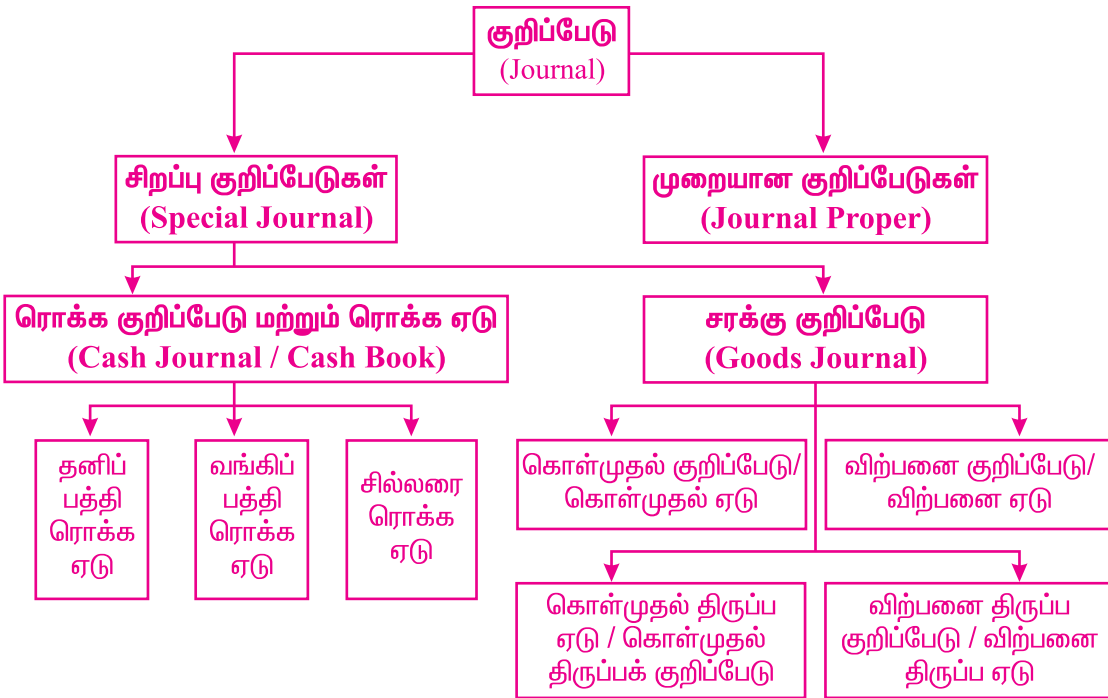 குறிப்பேடு
(Journal)
சிறப்பு குறிப்பேடுகள்
(Special Journal)
முறையான குறிப்பேடுகள்
(Journal Proper)
ரொக்க குறிப்பேடு மற்றும் ரொக்க ஏடு
(Cash Journal / Cash Book)
சரக்கு குறிப்பேடு
(Goods Journal)
தனிப்
பத்தி
ரொக்க
ஏடு
வங்கிப்
பத்தி
ரொக்க
ஏடு
சில்லரை
ரொக்க
ஏடு
கொள்முதல் குறிப்பேடு/
கொள்முதல் ஏடு
விற்பனை குறிப்பேடு/
விற்பனை ஏடு
கொள்முதல் திருப்ப
ஏடு / கொள்முதல்
திருப்பக் குறிப்பேடு
விற்பனை திருப்ப
குறிப்பேடு / விற்பனை
திருப்ப ஏடு